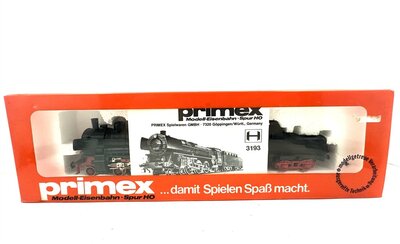 primex
Modell-Eisenbahn · Spur HO
PRIMEX Spielwaren GMBH · 7320 Göppingen/Württ., Germany
H
3193
primex
Modell-Eisenbahn · Spur HO
...damit Spielen Spaß macht.